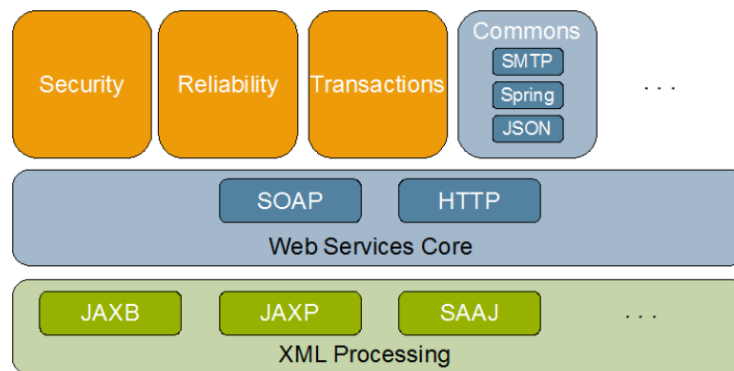 Security
Reliability
Transactions
Commons
SMTP
Spring
JSON
. . .
SOAP
HTTP
Web Services Core
JAXB
JAXP
SAAJ
. . .
XML Processing